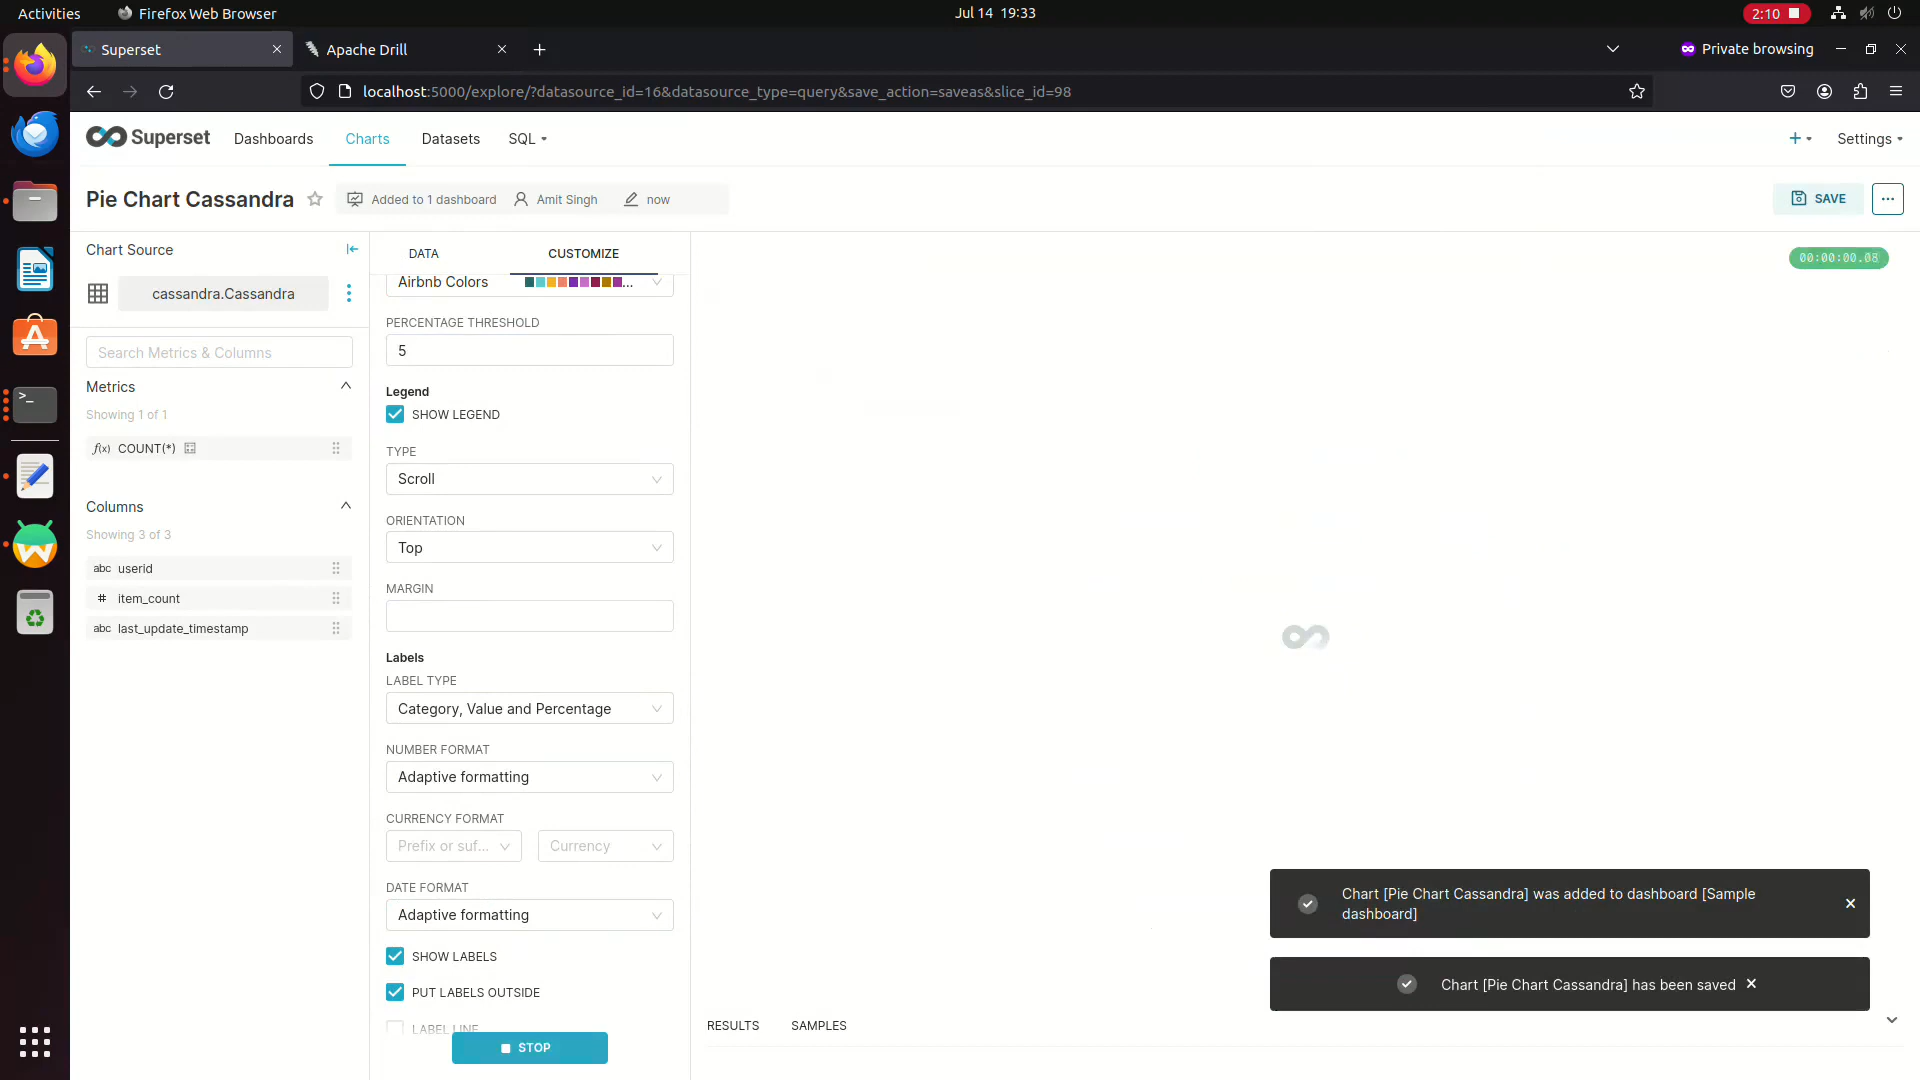 Activities
Firefox Web Browser
Jul 14 19:33
2:10
Superset
Apache Drill
Private browsing
localhost:5000/explore/?datasource_id=16&datasource_type=query&save_action=saveas&slice_id=98
Superset
Dashboards
Charts
Datasets
SQL
Settings
Pie Chart Cassandra
Added to 1 dashboard
Amit Singh
now
SAVE
Chart Source
DATA
CUSTOMIZE
00:00:00.08
cassandra.Cassandra
Search Metrics & Columns
Metrics
Showing 1 of 1
f(x) COUNT(*)
Columns
Showing 3 of 3
abc userid
# item_count
abc last_update_timestamp
Airbnb Colors
...
PERCENTAGE THRESHOLD
5
Legend
SHOW LEGEND
TYPE
Scroll
ORIENTATION
Top
MARGIN
Labels
LABEL TYPE
Category, Value and Percentage
NUMBER FORMAT
Adaptive formatting
CURRENCY FORMAT
Prefix or suf...
Currency
DATE FORMAT
Adaptive formatting
SHOW LABELS
PUT LABELS OUTSIDE
LABEL LINE
STOP
Chart [Pie Chart Cassandra] was added to dashboard [Sample
dashboard]
Chart [Pie Chart Cassandra] has been saved
RESULTS
SAMPLES